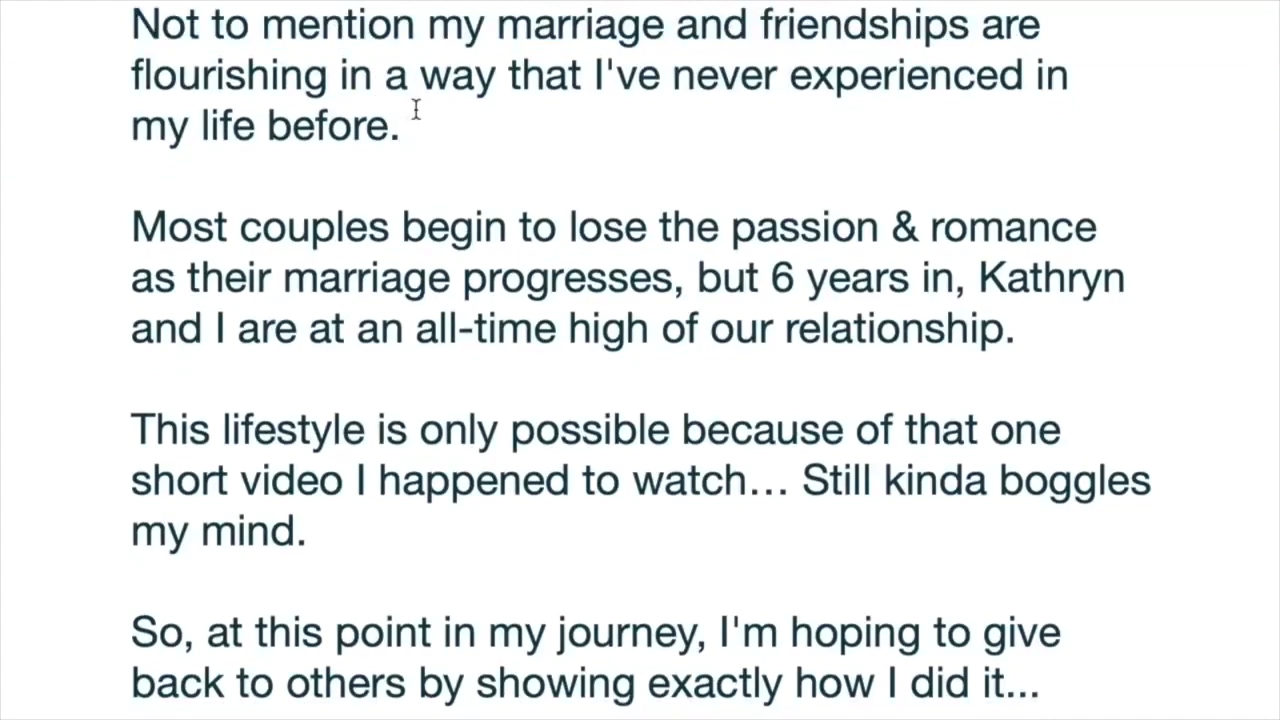 Not to mention my marriage and friendships are
flourishing in a way that I've never experienced in
my life before.
Most couples begin to lose the passion & romance
as their marriage progresses, but 6 years in, Kathryn
and I are at an all-time high of our relationship.
This lifestyle is only possible because of that one
short video I happened to watch... Still kinda boggles
my mind.
So, at this point in my journey, I'm hoping to give
back to others by showing exactly how I did it...